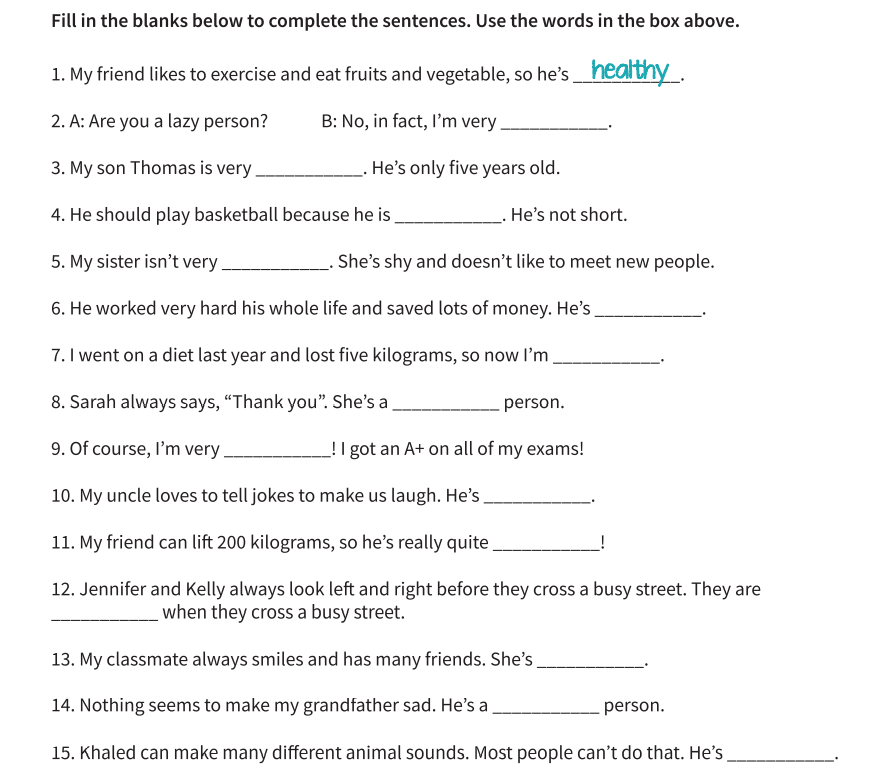 Fill in the blanks below to complete the sentences. Use the words in the box above.
1. My friend likes to exercise and eat fruits and vegetable, so he's __healthy__.
2. A: Are you a lazy person? B: No, in fact, I'm very ___________.
3. My son Thomas is very ___________. He's only five years old.
4. He should play basketball because he is ___________. He's not short.
5. My sister isn't very ___________. She's shy and doesn't like to meet new people.
6. He worked very hard his whole life and saved lots of money. He's ___________.
7. I went on a diet last year and lost five kilograms, so now I'm ___________.
8. Sarah always says, “Thank you”. She's a ___________ person.
9. Of course, I'm very ___________! I got an A+ on all of my exams!
10. My uncle loves to tell jokes to make us laugh. He's ___________.
11. My friend can lift 200 kilograms, so he's really quite ___________!
12. Jennifer and Kelly always look left and right before they cross a busy street. They are
___________ when they cross a busy street.
13. My classmate always smiles and has many friends. She's ___________.
14. Nothing seems to make my grandfather sad. He's a ___________ person.
15. Khaled can make many different animal sounds. Most people can't do that. He's ___________.